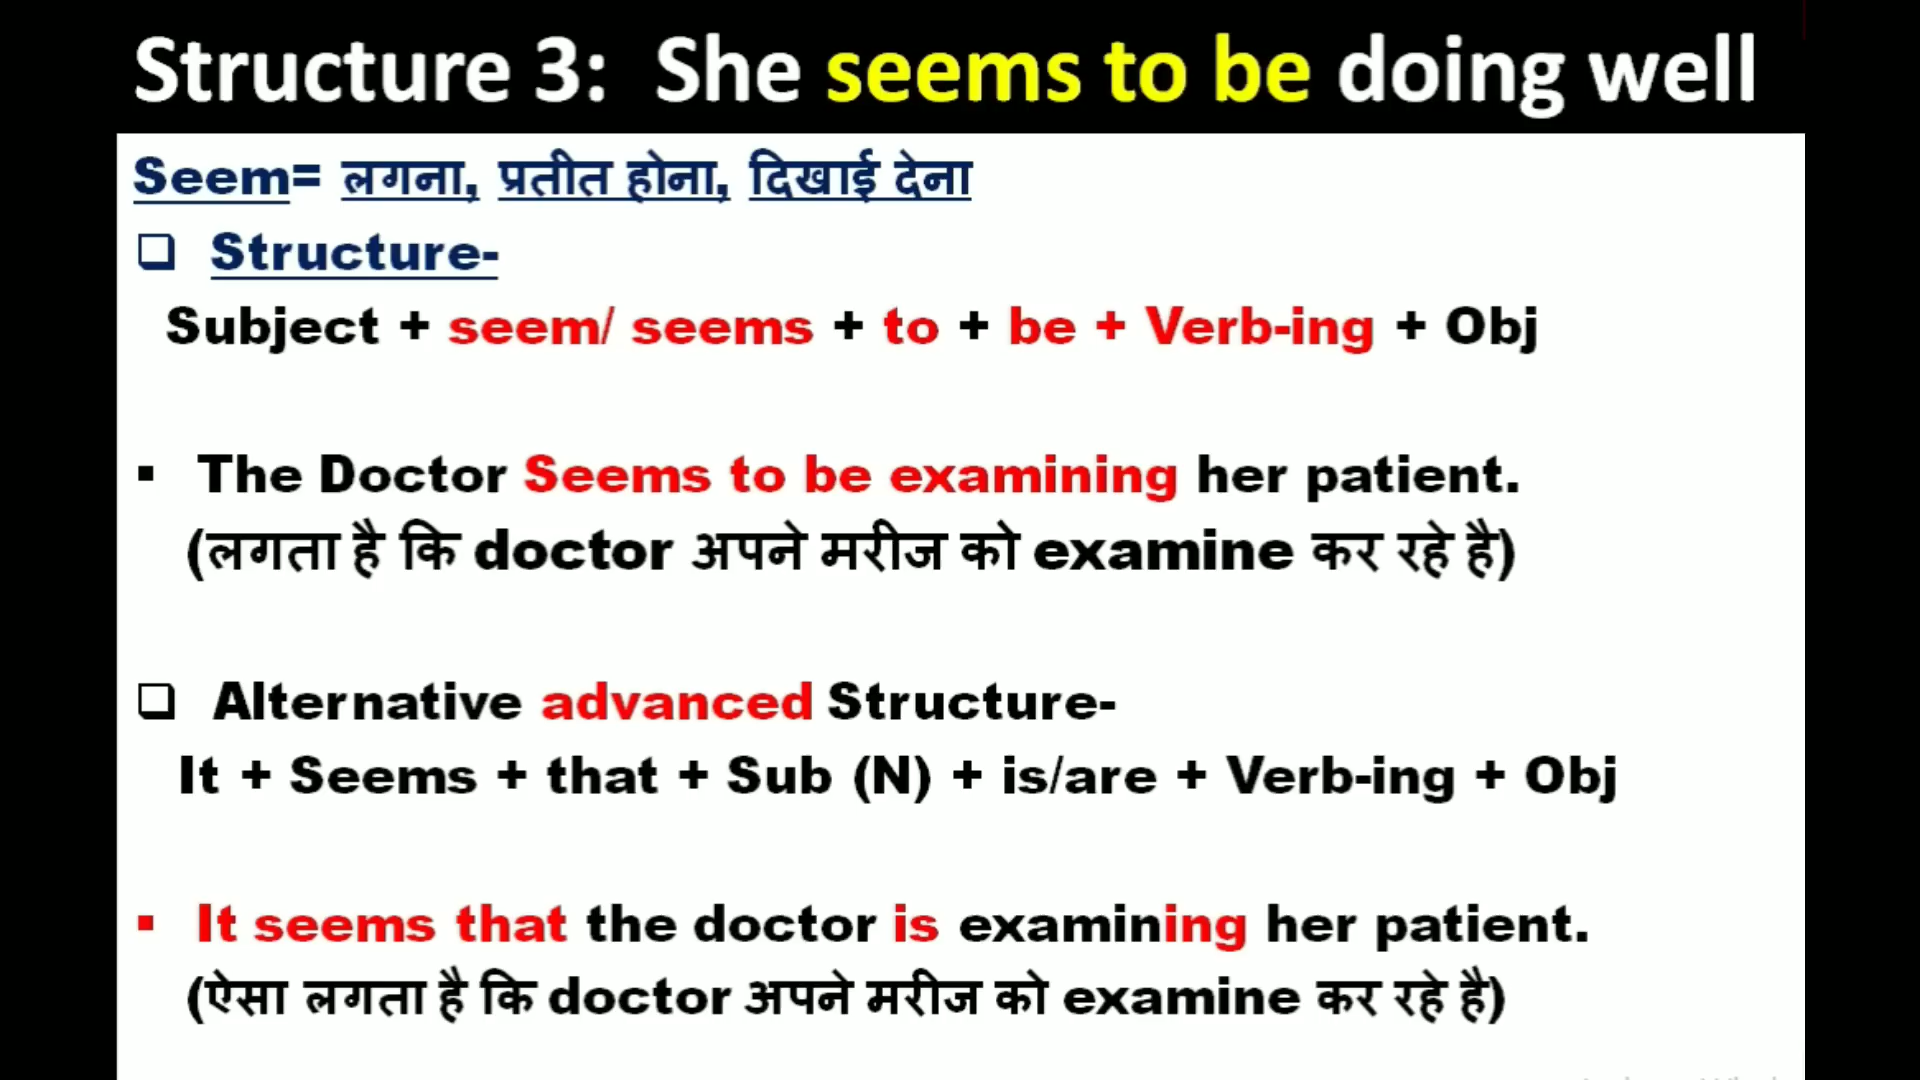 Structure 3: She seems to be doing well
Seem= लगना, प्रतीत होना, दिखाई देना
❑ Structure-
Subject + seem/ seems + to + be + Verb-ing + Obj
▪ The Doctor Seems to be examining her patient.
(लगता है कि doctor अपने मरीज को examine कर रहे है)
❑ Alternative advanced Structure-
It + Seems + that + Sub (N) + is/are + Verb-ing + Obj
▪ It seems that the doctor is examining her patient.
(ऐसा लगता है कि doctor अपने मरीज को examine कर रहे है)